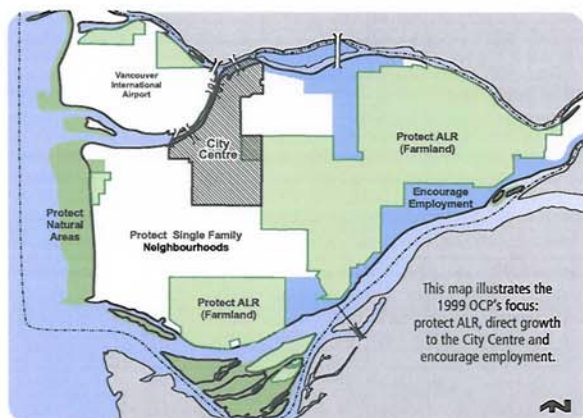 Vancouver
International
Airport
City
Centre
Protect ALR
(Farmland)
Encourage
Employment
Protect
Natural
Areas
Protect Single Family
Neighbourhoods
Protect ALR
(Farmland)
This map illustrates the
1999 OCP's focus:
protect ALR, direct growth
to the City Centre and
encourage employment.
N